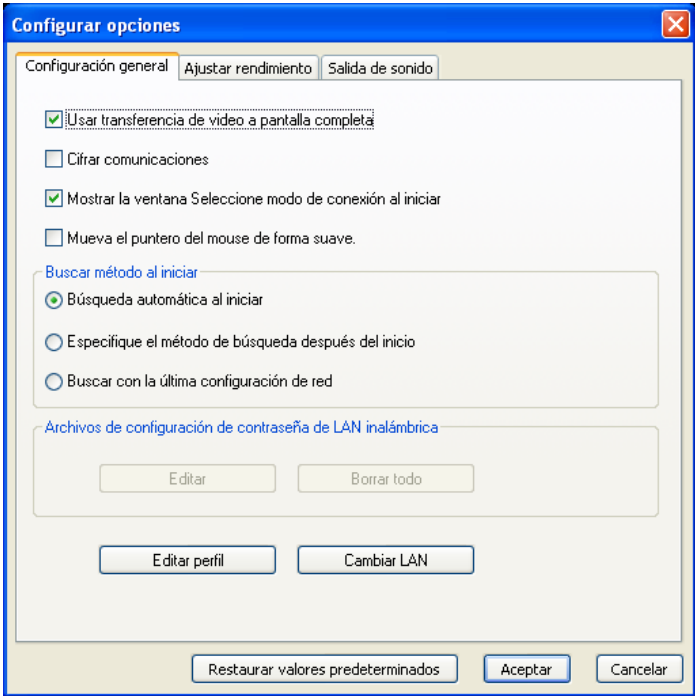 Configurar opciones
Configuración general Ajustar rendimiento Salida de sonido
Usar transferencia de video a pantalla completa
Cifrar comunicaciones
Mostrar la ventana Seleccione modo de conexión al iniciar
Mueva el puntero del mouse de forma suave.
Buscar método al iniciar
Búsqueda automática al iniciar
Especifique el método de búsqueda después del inicio
Buscar con la última configuración de red
Archivos de configuración de contraseña de LAN inalámbrica
Editar Borrar todo
Editar perfil Cambiar LAN
Restaurar valores predeterminados Aceptar Cancelar